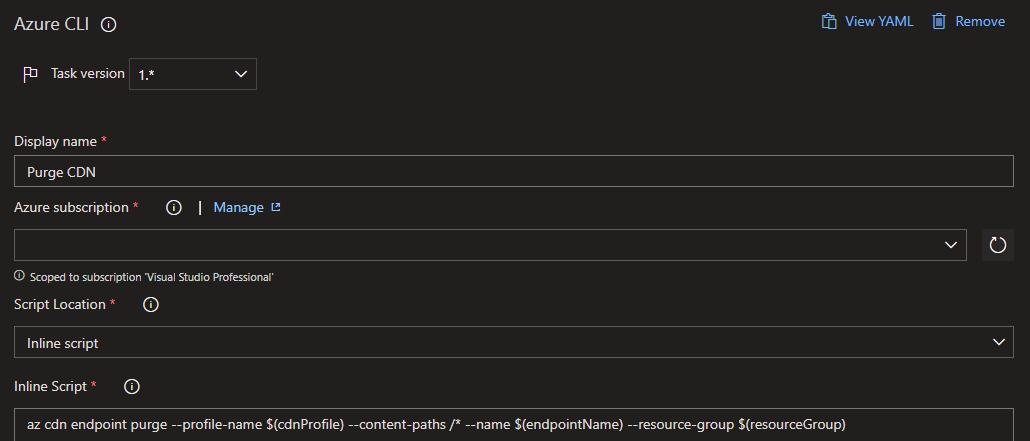 Azure CLI
View YAML
Remove
Task version
1.*
Display name *
Purge CDN
Azure subscription * | Manage
Scoped to subscription 'Visual Studio Professional'
Script Location *
Inline script
Inline Script *
az cdn endpoint purge --profile-name $(cdnProfile) --content-paths /* --name $(endpointName) --resource-group $(resourceGroup)